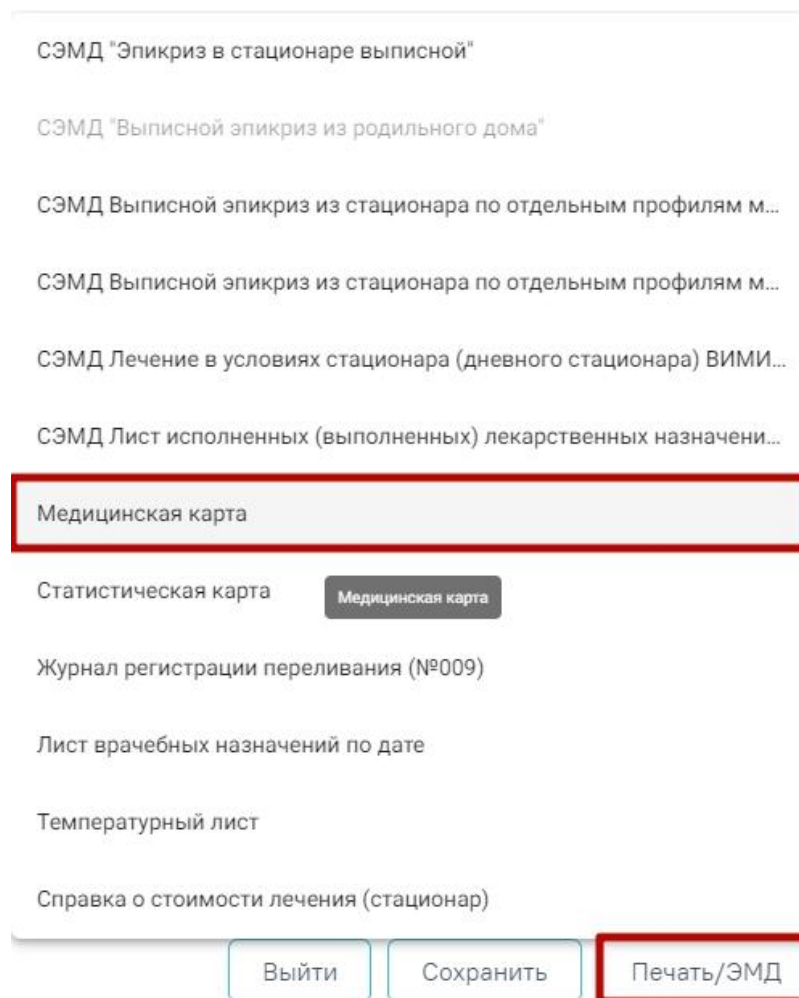 СЭМД "Эпикриз в стационаре выписной"
СЭМД "Выписной эпикриз из родильного дома"
СЭМД Выписной эпикриз из стационара по отдельным профилям м...
СЭМД Выписной эпикриз из стационара по отдельным профилям м...
СЭМД Лечение в условиях стационара (дневного стационара) ВИМИ...
СЭМД Лист исполненных (выполненных) лекарственных назначени...
Медицинская карта
Статистическая карта
Медицинская карта
Журнал регистрации переливания (№009)
Лист врачебных назначений по дате
Температурный лист
Справка о стоимости лечения (стационар)
Выйти Сохранить Печать/ЭМД